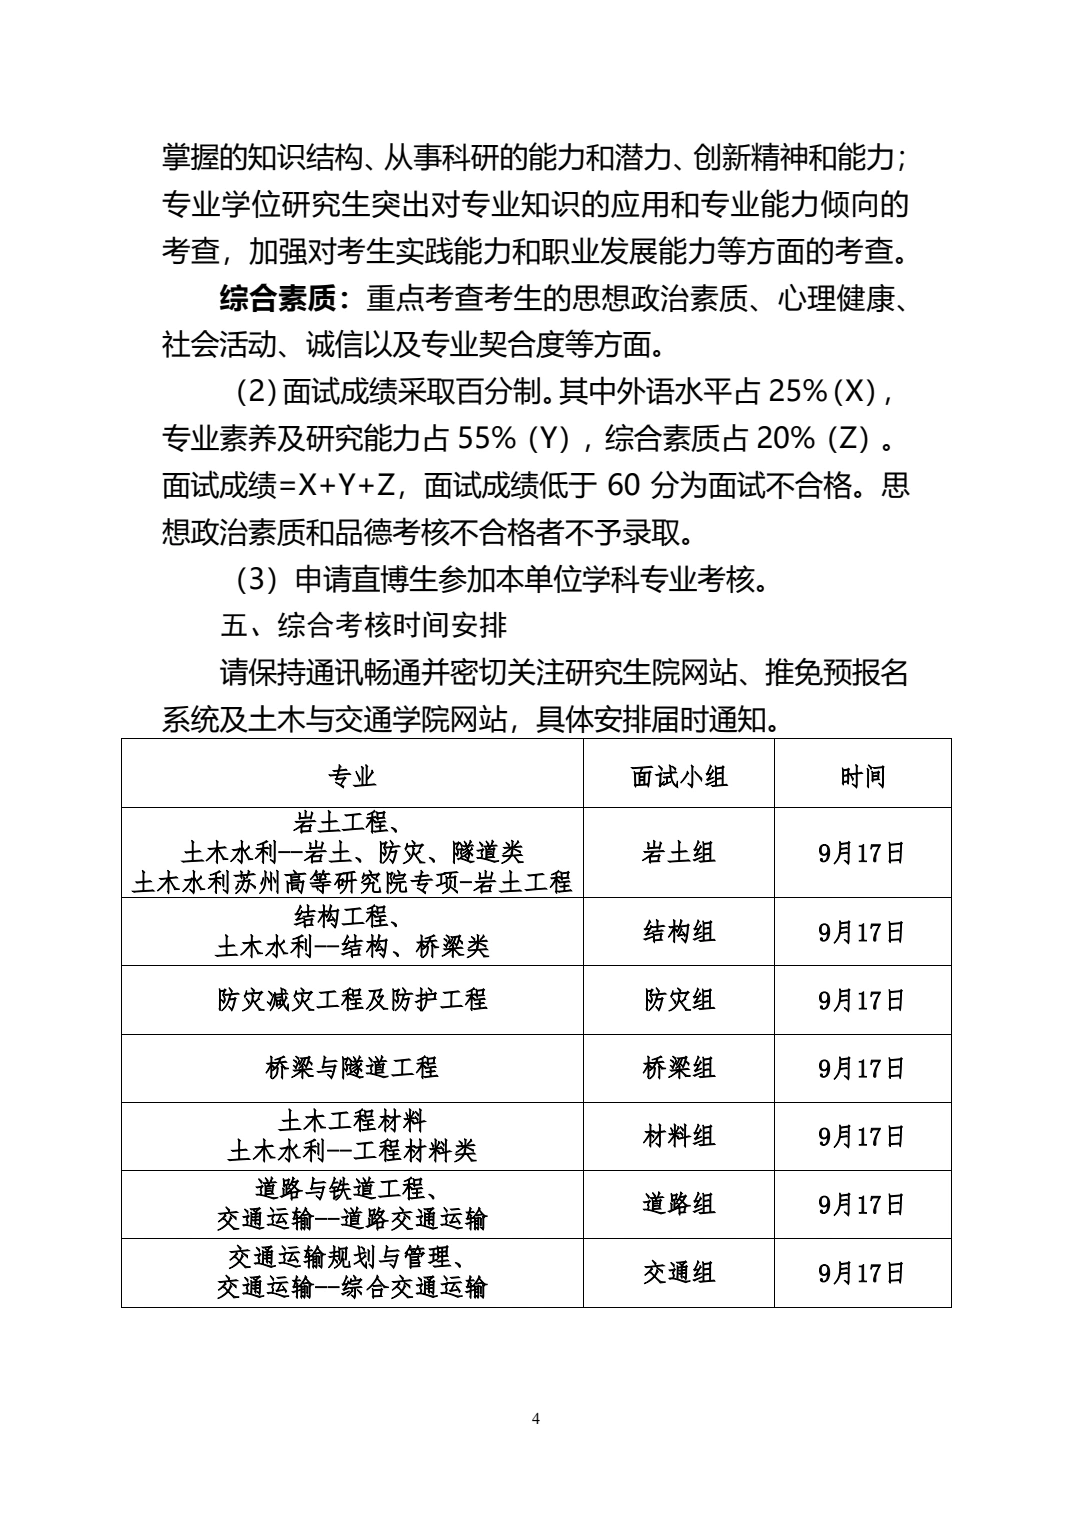 掌握的知识结构、从事科研的能力和潜力、创新精神和能力；
专业学位研究生突出对专业知识的应用和专业能力倾向的
考查，加强对考生实践能力和职业发展能力等方面的考查。
综合素质：重点考查考生的思想政治素质、心理健康、
社会活动、诚信以及专业契合度等方面。
（2）面试成绩采取百分制。其中外语水平占 25%（X），
专业素养及研究能力占 55%（Y），综合素质占 20%（Z）。
面试成绩=X+Y+Z，面试成绩低于 60 分为面试不合格。思
想政治素质和品德考核不合格者不予录取。
（3）申请直博生参加本单位学科专业考核。
五、综合考核时间安排
请保持通讯畅通并密切关注研究生院网站、推免预报名
系统及土木与交通学院网站，具体安排届时通知。
专业 面试小组 时间
岩土工程、
土木水利--岩土、防灾、隧道类 岩土组 9月17日
土木水利苏州高等研究院专项-岩土工程
结构工程、
土木水利--结构、桥梁类 结构组 9月17日
防灾减灾工程及防护工程 防灾组 9月17日
桥梁与隧道工程 桥梁组 9月17日
土木工程材料
土木水利--工程材料类 材料组 9月17日
道路与铁道工程、
交通运输--道路交通运输 道路组 9月17日
交通运输规划与管理、
交通运输--综合交通运输 交通组 9月17日
4